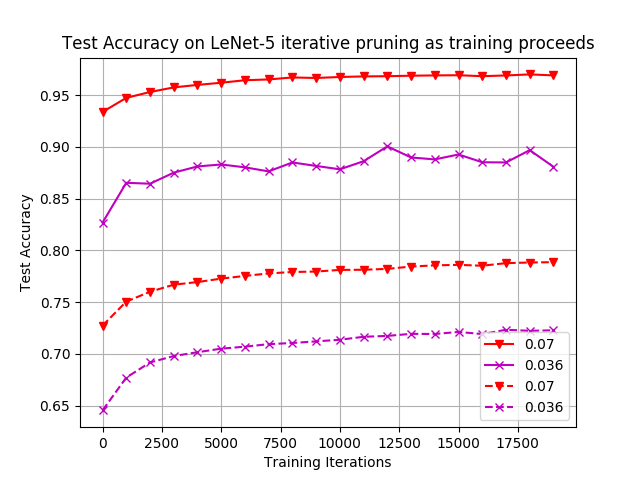 Test Accuracy on LeNet-5 iterative pruning as training proceeds
Test Accuracy
0.95
0.90
0.85
0.80
0.75
0.70
0.65
0.07
0.036
0.07
0.036
0 2500 5000 7500 10000 12500 15000 17500
Training Iterations